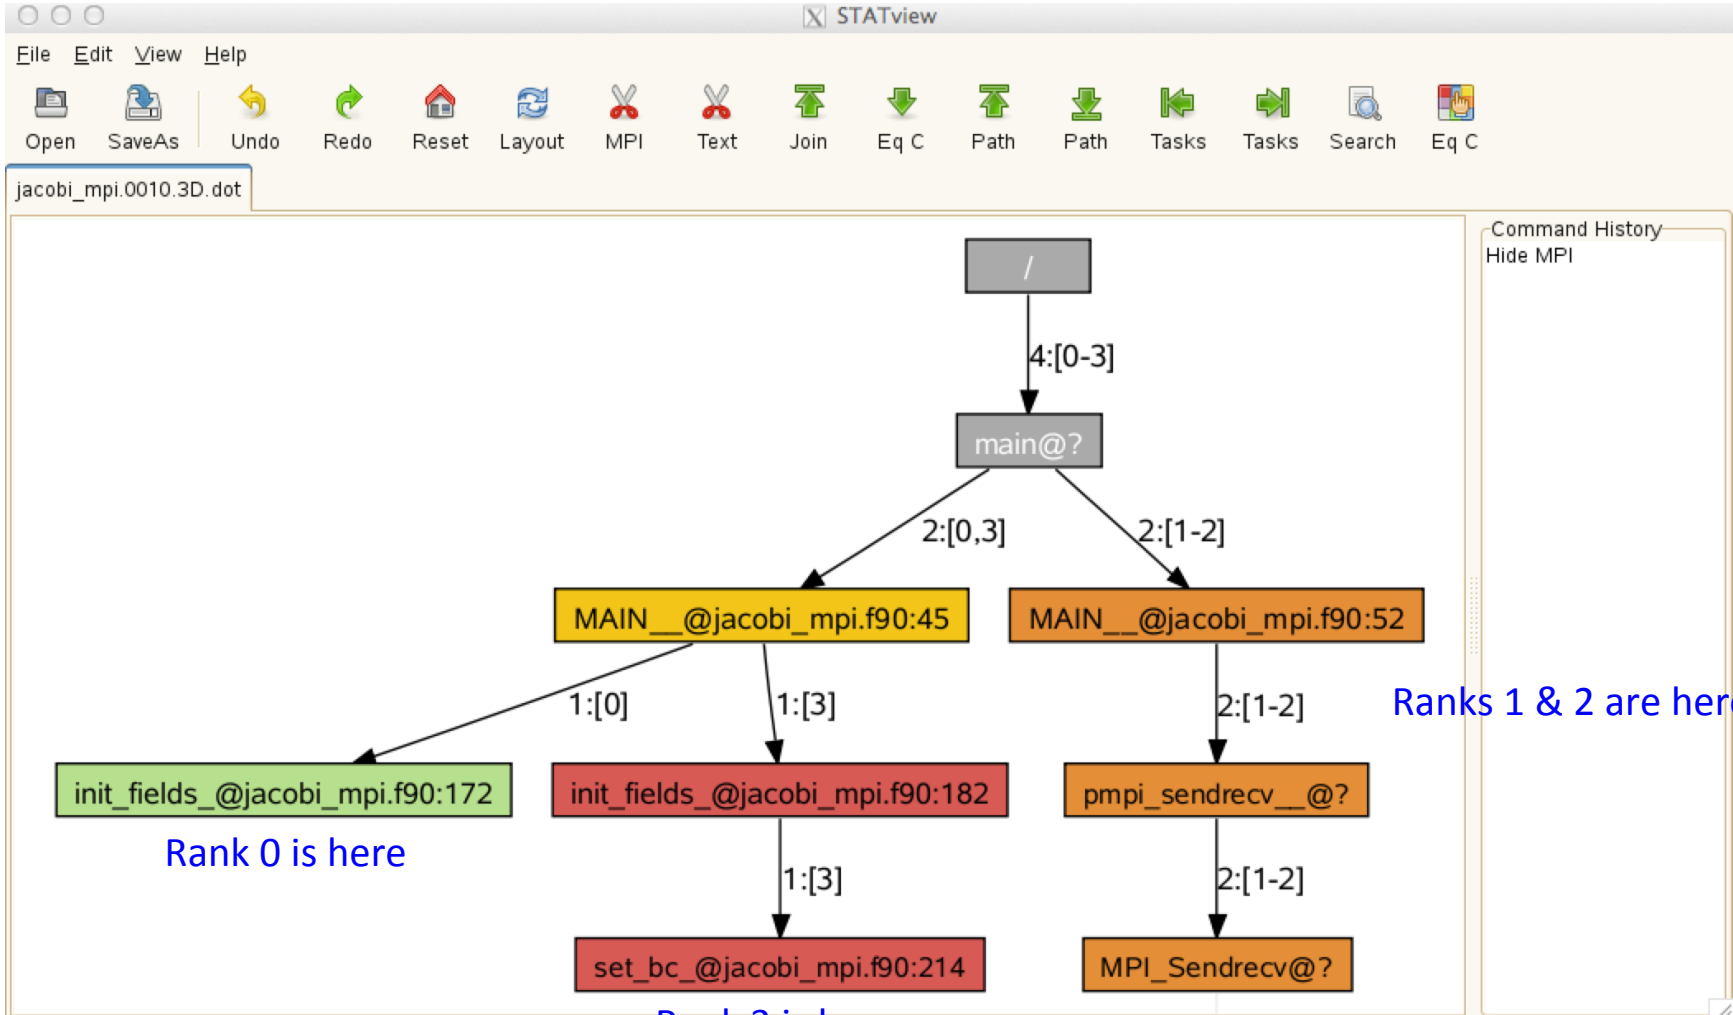 STATview
File Edit View Help
Open SaveAs Undo Redo Reset Layout MPI Text Join Eq C Path Path Tasks Tasks Search Eq C
jacobi_mpi.0010.3D.dot
Command History
Hide MPI
/
4:[0-3]
main@?
2:[0,3] 2:[1-2]
MAIN__@jacobi_mpi.f90:45 MAIN__@jacobi_mpi.f90:52
1:[0] 1:[3] 2:[1-2] Ranks 1 & 2 are here
init_fields_@jacobi_mpi.f90:172 init_fields_@jacobi_mpi.f90:182 pmpi_sendrecv__@?
Rank 0 is here
1:[3] 2:[1-2]
set_bc_@jacobi_mpi.f90:214 MPI_Sendrecv@?